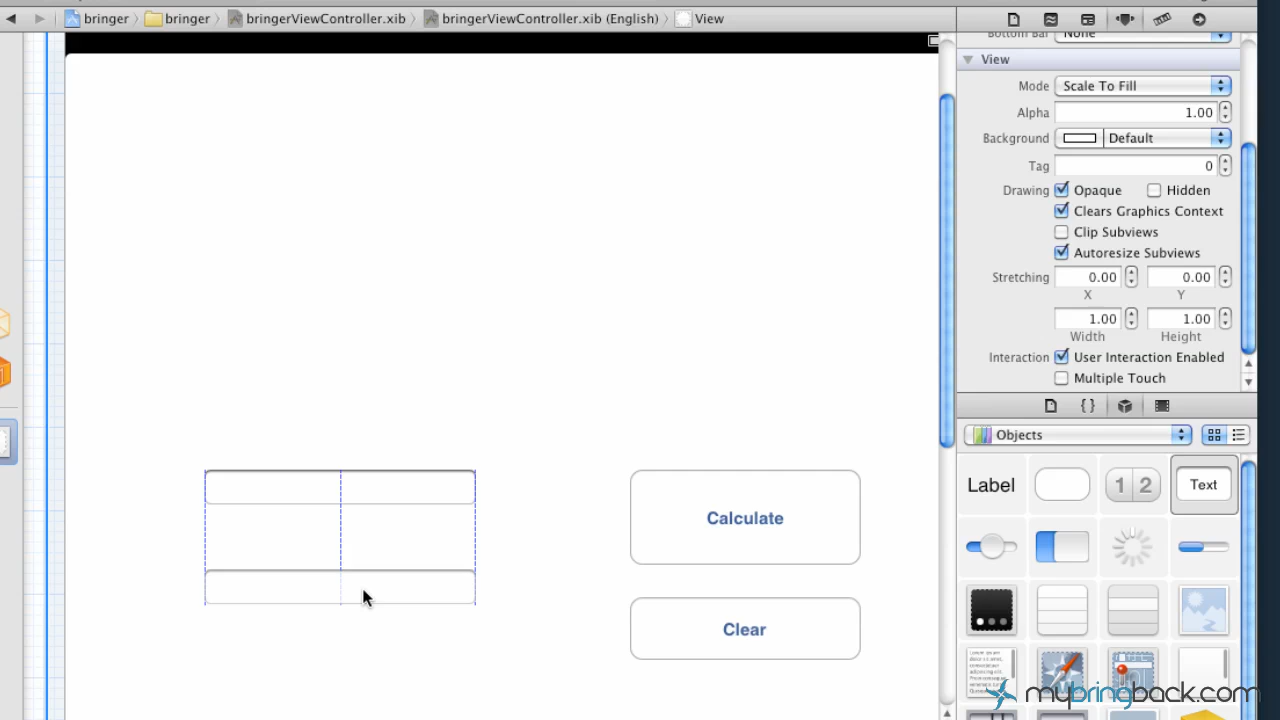 bringer
bringer
bringerViewController.xib
bringerViewController.xib (English)
View
Bottom Bar None
View
Mode Scale To Fill
Alpha 1.00
Background Default
Tag 0
Drawing Opaque Hidden
Clears Graphics Context
Clip Subviews
Autoresize Subviews
Stretching 0.00 0.00
X Y
1.00 1.00
Width Height
Interaction User Interaction Enabled
Multiple Touch
{}
Objects
Label
1 2
Text
Calculate
Clear
mybringback.com